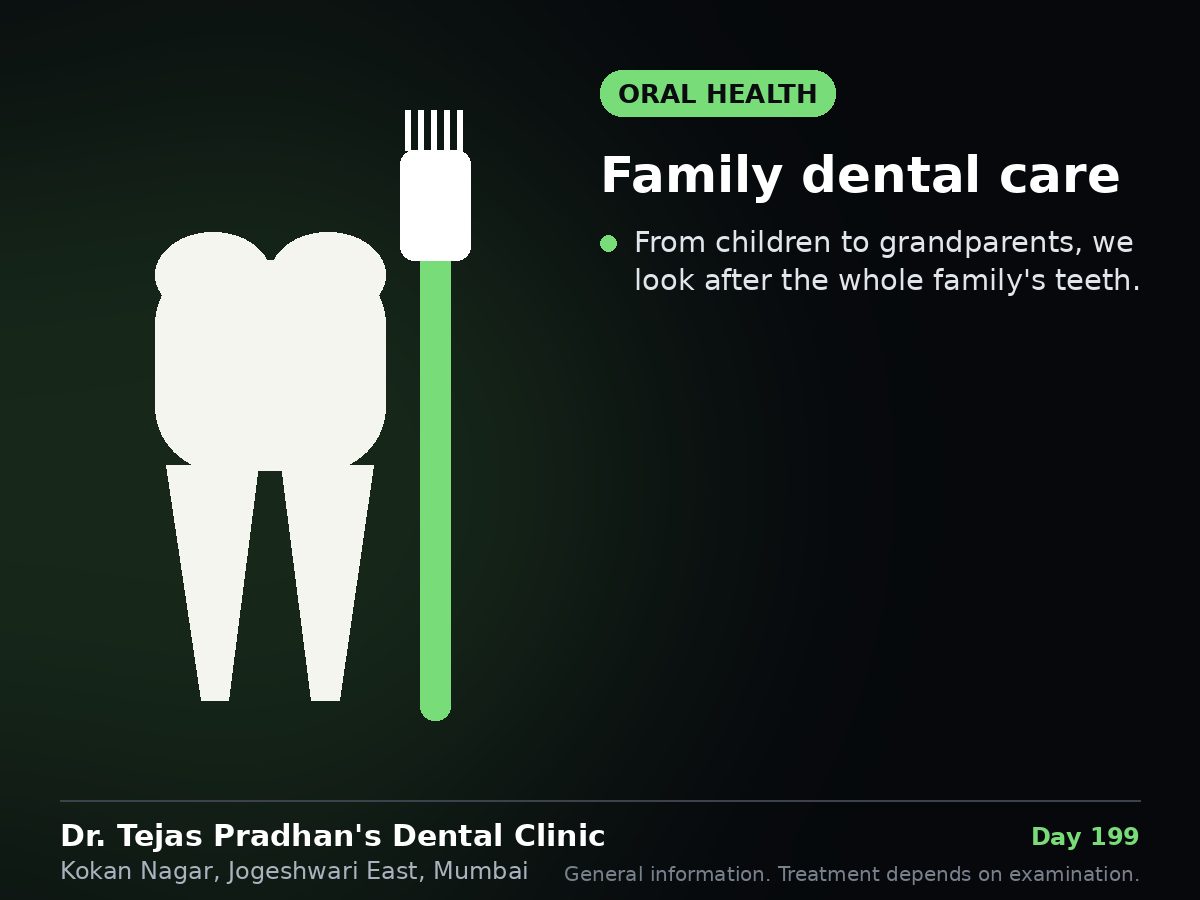 ORAL HEALTH
Family dental care
From children to grandparents, we
look after the whole family's teeth.
Dr. Tejas Pradhan's Dental Clinic
Day 199
Kokan Nagar, Jogeshwari East, Mumbai
General information. Treatment depends on examination.